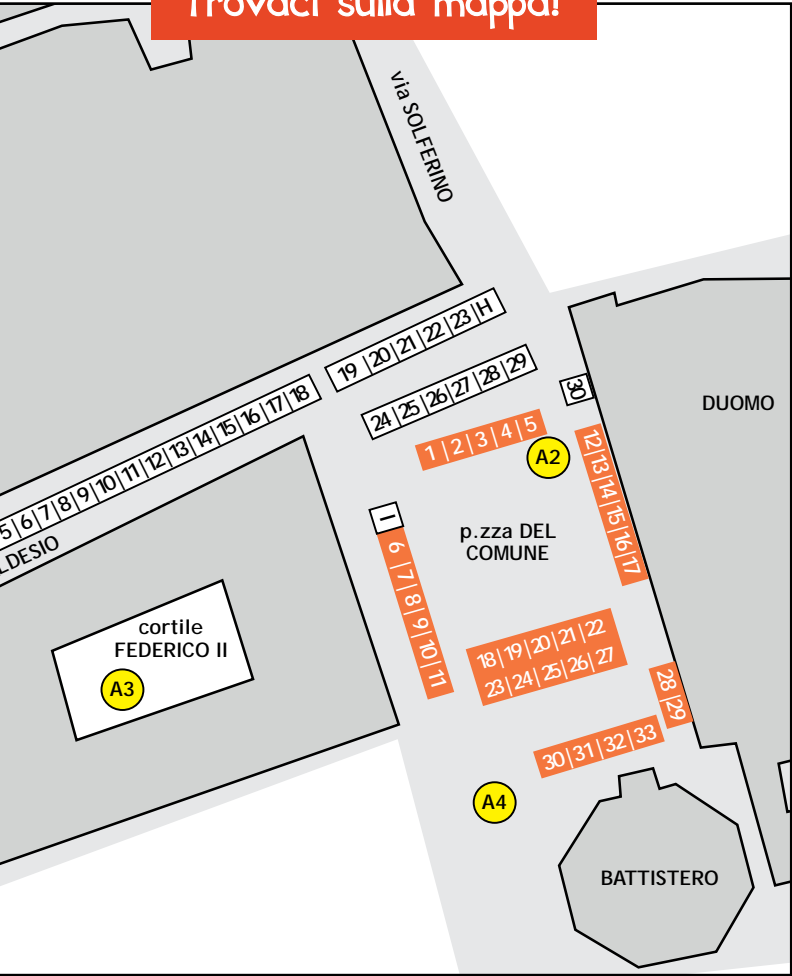 Trovaci sulla mappa!
via SOLFERINO
19|20|21|22|23|H
24|25|26|27|28|29
30
DUOMO
5|6|7|8|9|10|11|12|13|14|15|16|17|18
LDESIO
1|2|3|4|5
A2
12|13|14|15|16|17
I
6|7|8|9|10|11
p.zza DEL
COMUNE
cortile
FEDERICO II
A3
18|19|20|21|22
23|24|25|26|27
28|29
30|31|32|33
A4
BATTISTERO